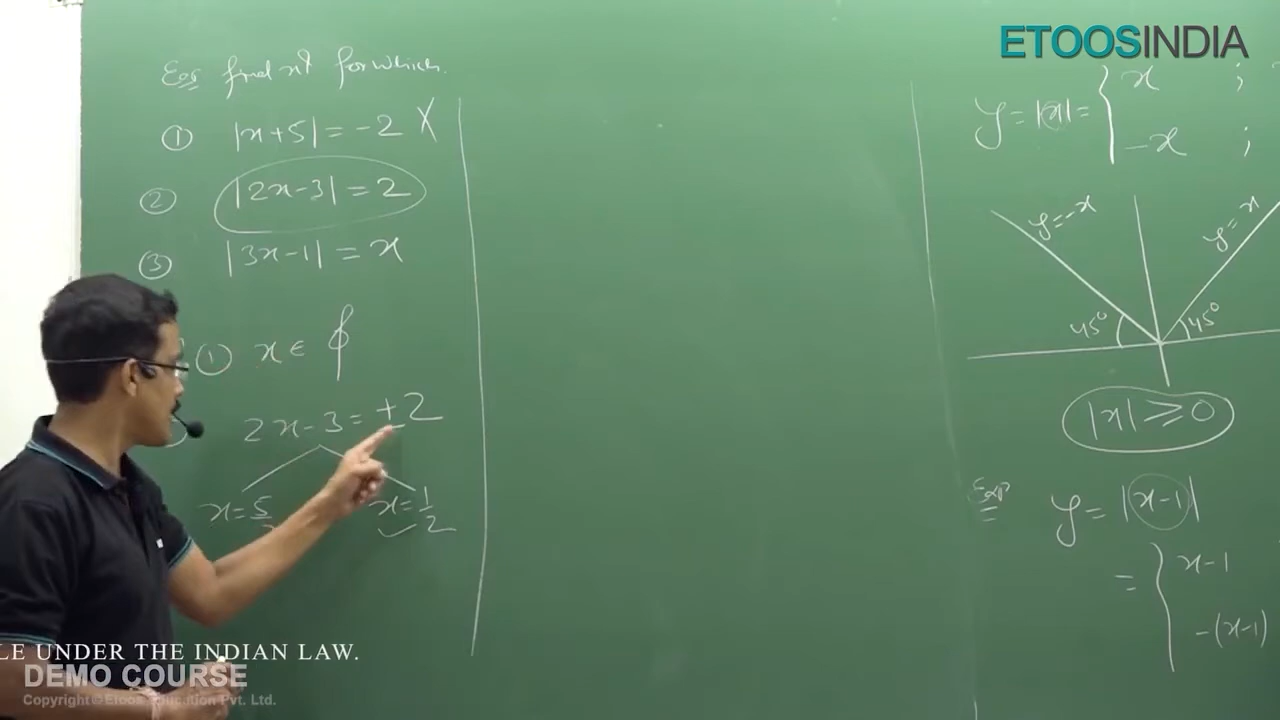 ETOOSINDIA
Eg: find 'x' for which.
① |x+5| = -2 X
② |2x-3| = 2
③ |3x-1| = x
① x ∈ ϕ
2x-3 = ±2
x = 5/
x = 1/2
y = |x| = { x ;
-x ;
y=-x
y=x
45° 45°
|x| ≥ 0
Exp y = |x-1|
= { x-1
-(x-1)
LE UNDER THE INDIAN LAW.
DEMO COURSE
Copyright © Etoos Education Pvt. Ltd.